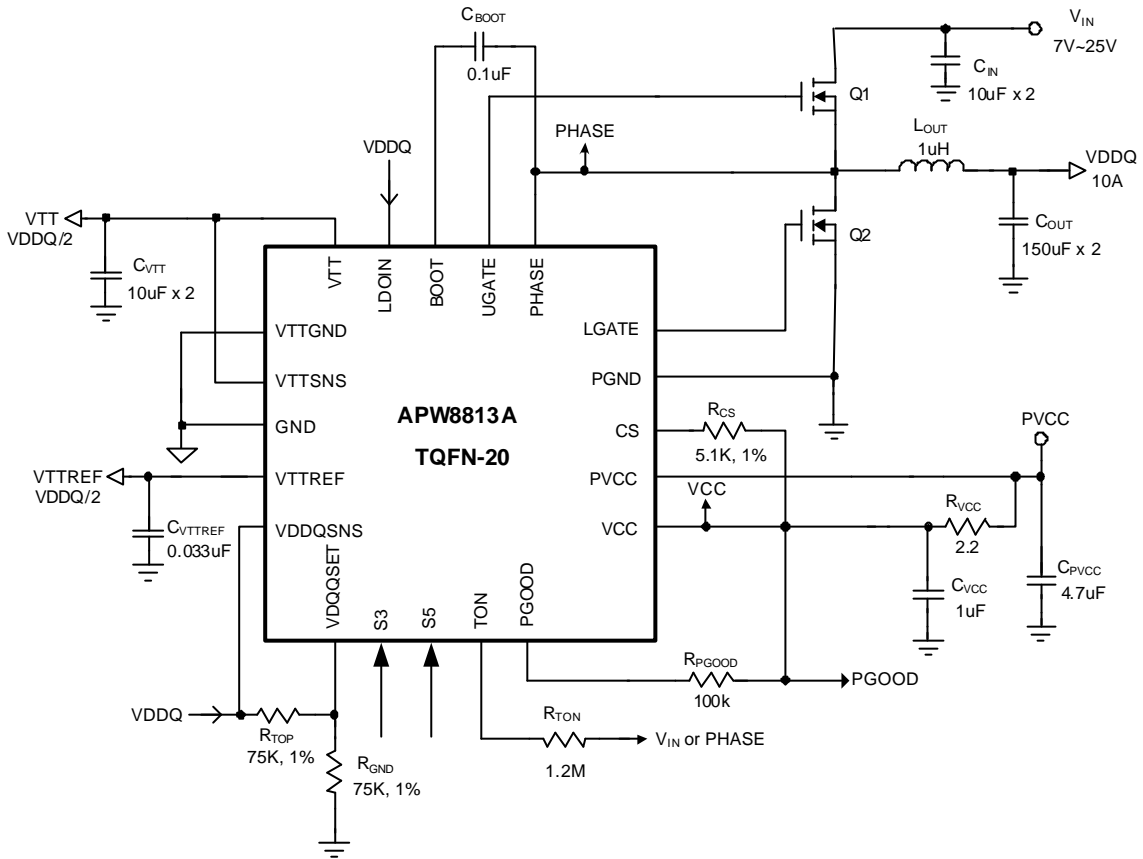 CBOOT
0.1uF
VIN
7V~25V
CIN
10uF x 2
Q1
PHASE
LOUT
1uH
VDDQ
VDDQ
10A
COUT
150uF x 2
Q2
VTT
VDDQ/2
CVTT
10uF x 2
VTT
LDOIN
BOOT
UGATE
PHASE
VTTGND
LGATE
VTTSNS
PGND
GND
APW8813A
TQFN-20
CS
RCS
5.1K, 1%
PVCC
VTTREF
VDDQ/2
VTTREF
PVCC
VCC
RVCC
2.2
CVTTREF
0.033uF
VDDQSNS
VCC
CVCC
1uF
CPVCC
4.7uF
VDQQSET
S3
S5
TON
PGOOD
RPGOOD
100k
PGOOD
VDDQ
RTOP
75K, 1%
RGND
75K, 1%
RTON
1.2M
VIN or PHASE